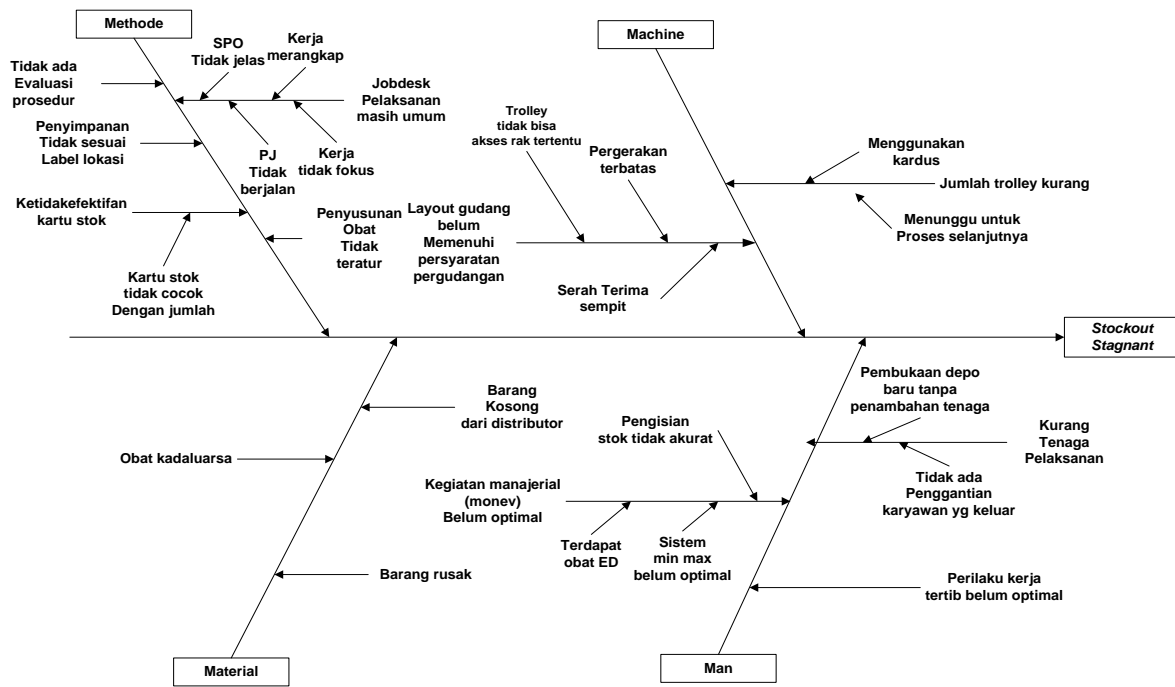 Methode
Machine
SPO
Tidak jelas
Kerja
merangkap
Tidak ada
Evaluasi
prosedur
Jobdesk
Pelaksanan
masih umum
Penyimpanan
Tidak sesuai
Label lokasi
PJ
Tidak
berjalan
Kerja
tidak fokus
Ketidakefektifan
kartu stok
Penyusunan
Obat
Tidak
teratur
Kartu stok
tidak cocok
Dengan jumlah
Trolley
tidak bisa
akses rak tertentu
Pergerakan
terbatas
Menggunakan
kardus
Jumlah trolley kurang
Menunggu untuk
Proses selanjutnya
Layout gudang
belum
Memenuhi
persyaratan
pergudangan
Serah Terima
sempit
Stockout
Stagnant
Barang
Kosong
dari distributor
Obat kadaluarsa
Barang rusak
Pembukaan depo
baru tanpa
penambahan tenaga
Pengisian
stok tidak akurat
Kurang
Tenaga
Pelaksanan
Tidak ada
Penggantian
karyawan yg keluar
Kegiatan manajerial
(monev)
Belum optimal
Terdapat
obat ED
Sistem
min max
belum optimal
Perilaku kerja
tertib belum optimal
Material
Man